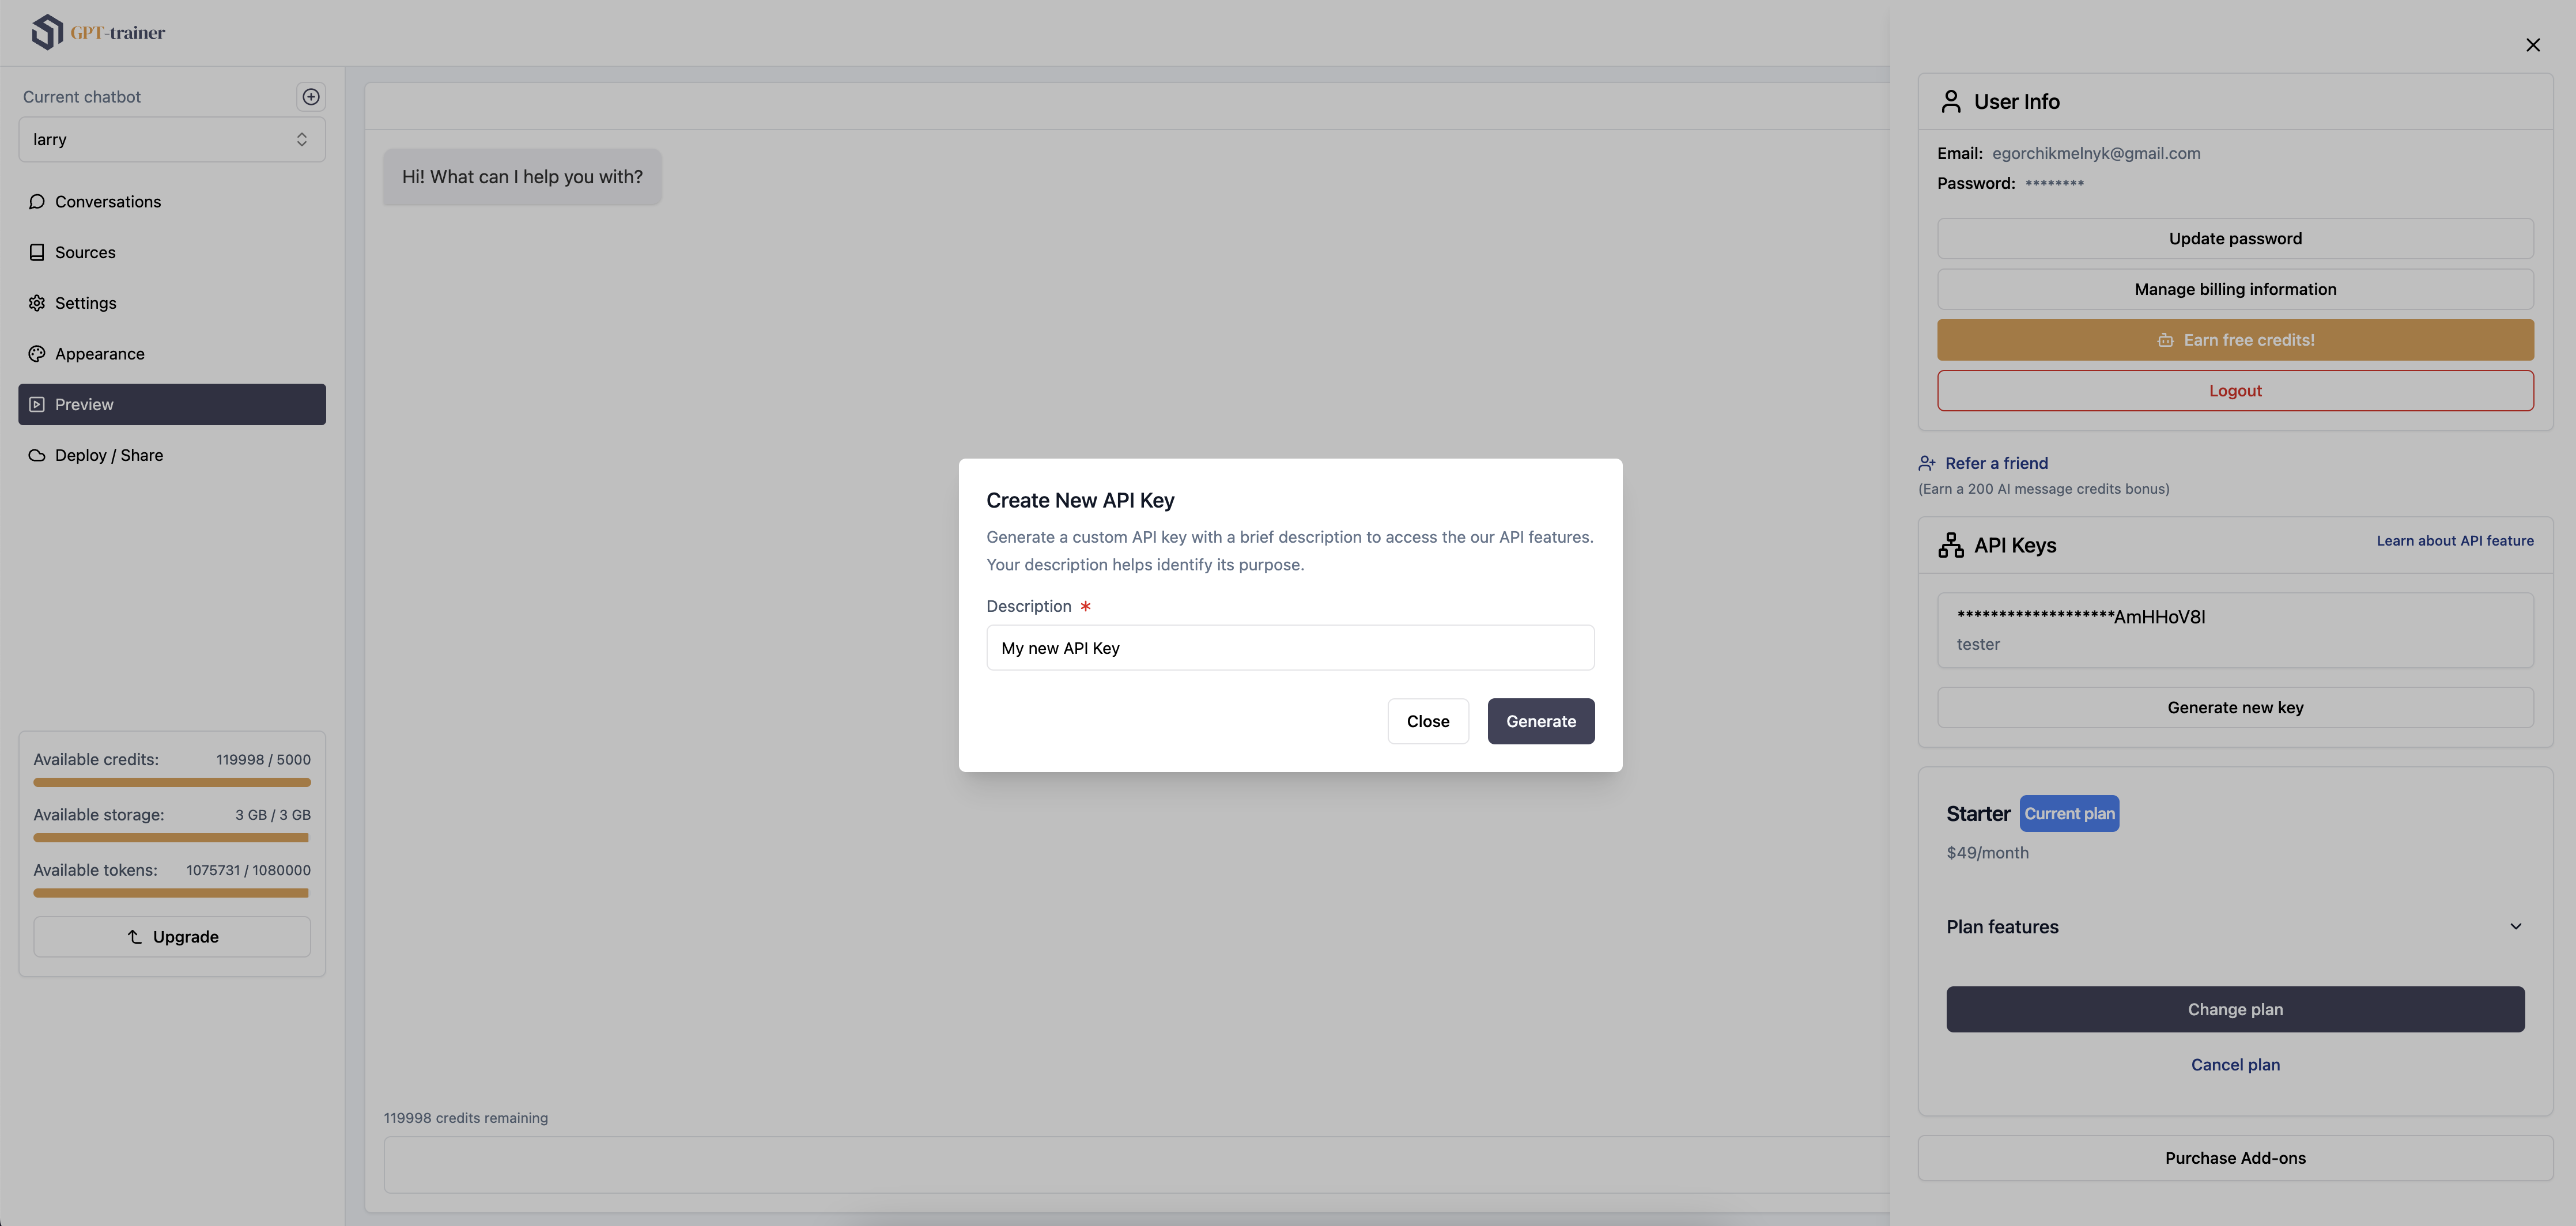 GPT-trainer
Current chatbot
larry
Conversations
Sources
Settings
Appearance
Preview
Deploy / Share
Available credits: 119998 / 5000
Available storage: 3 GB / 3 GB
Available tokens: 1075731 / 1080000
Upgrade
Hi! What can I help you with?
119998 credits remaining
Create New API Key
Generate a custom API key with a brief description to access the our API features.
Your description helps identify its purpose.
Description *
My new API Key
Close Generate
User Info
Email: egorchikmelnyk@gmail.com
Password: ********
Update password
Manage billing information
Earn free credits!
Logout
Refer a friend
(Earn a 200 AI message credits bonus)
API Keys Learn about API feature
*******************AmHHoV8I
tester
Generate new key
Starter Current plan
$49/month
Plan features
Change plan
Cancel plan
Purchase Add-ons